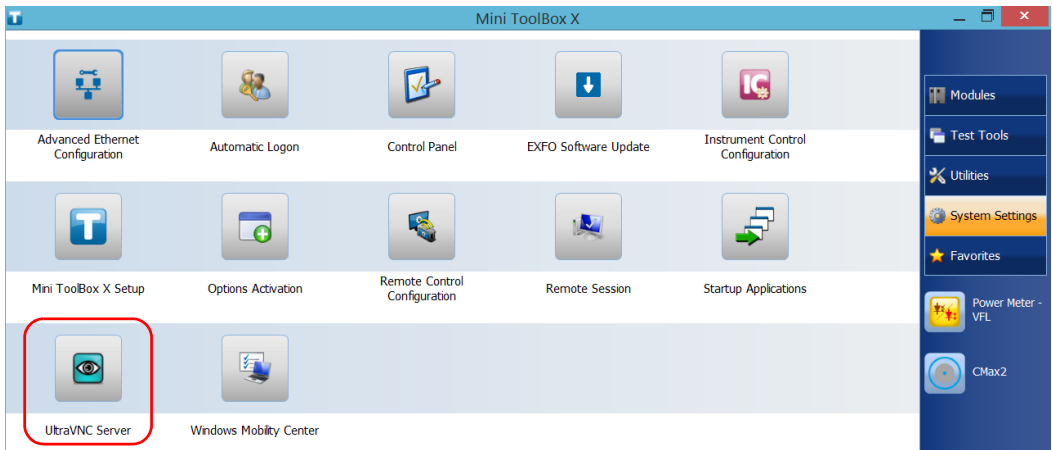 Mini ToolBox X
Advanced Ethernet
Configuration
Automatic Logon
Control Panel
EXFO Software Update
IC
Instrument Control
Configuration
T
Mini ToolBox X Setup
Options Activation
Remote Control
Configuration
Remote Session
Startup Applications
UltraVNC Server
Windows Mobility Center
Modules
Test Tools
Utilities
System Settings
Favorites
Power Meter -
VFL
CMax2